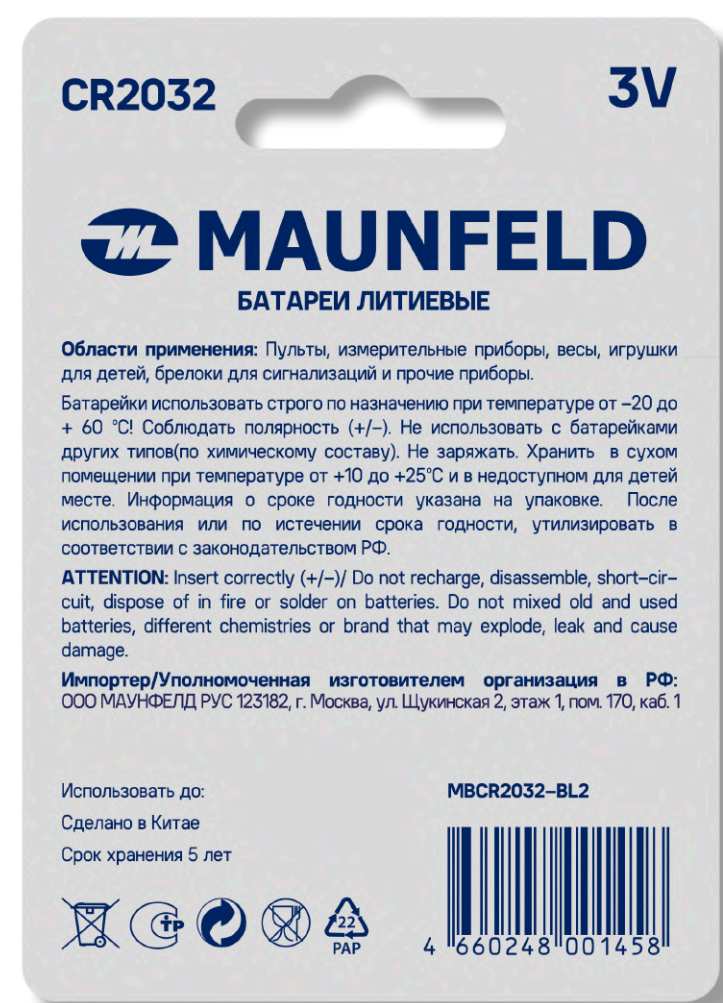 CR2032
3V
MAUNFELD
БАТАРЕИ ЛИТИЕВЫЕ
Области применения: Пульты, измерительные приборы, весы, игрушки
для детей, брелоки для сигнализаций и прочие приборы.
Батарейки использовать строго по назначению при температуре от –20 до
+ 60 °С! Соблюдать полярность (+/–). Не использовать с батарейками
других типов(по химическому составу). Не заряжать. Хранить в сухом
помещении при температуре от +10 до +25°С и в недоступном для детей
месте. Информация о сроке годности указана на упаковке. После
использования или по истечении срока годности, утилизировать в
соответствии с законодательством РФ.
ATTENTION: Insert correctly (+/–)/ Do not recharge, disassemble, short–cir–
cuit, dispose of in fire or solder on batteries. Do not mixed old and used
batteries, different chemistries or brand that may explode, leak and cause
damage.
Импортер/Уполномоченная изготовителем организация в РФ:
ООО МАУНФЕЛД РУС 123182, г. Москва, ул. Щукинская 2, этаж 1, пом. 170, каб. 1
Использовать до:
Сделано в Китае
Срок хранения 5 лет
MBCR2032–BL2
22
PAP
4 660248 001458